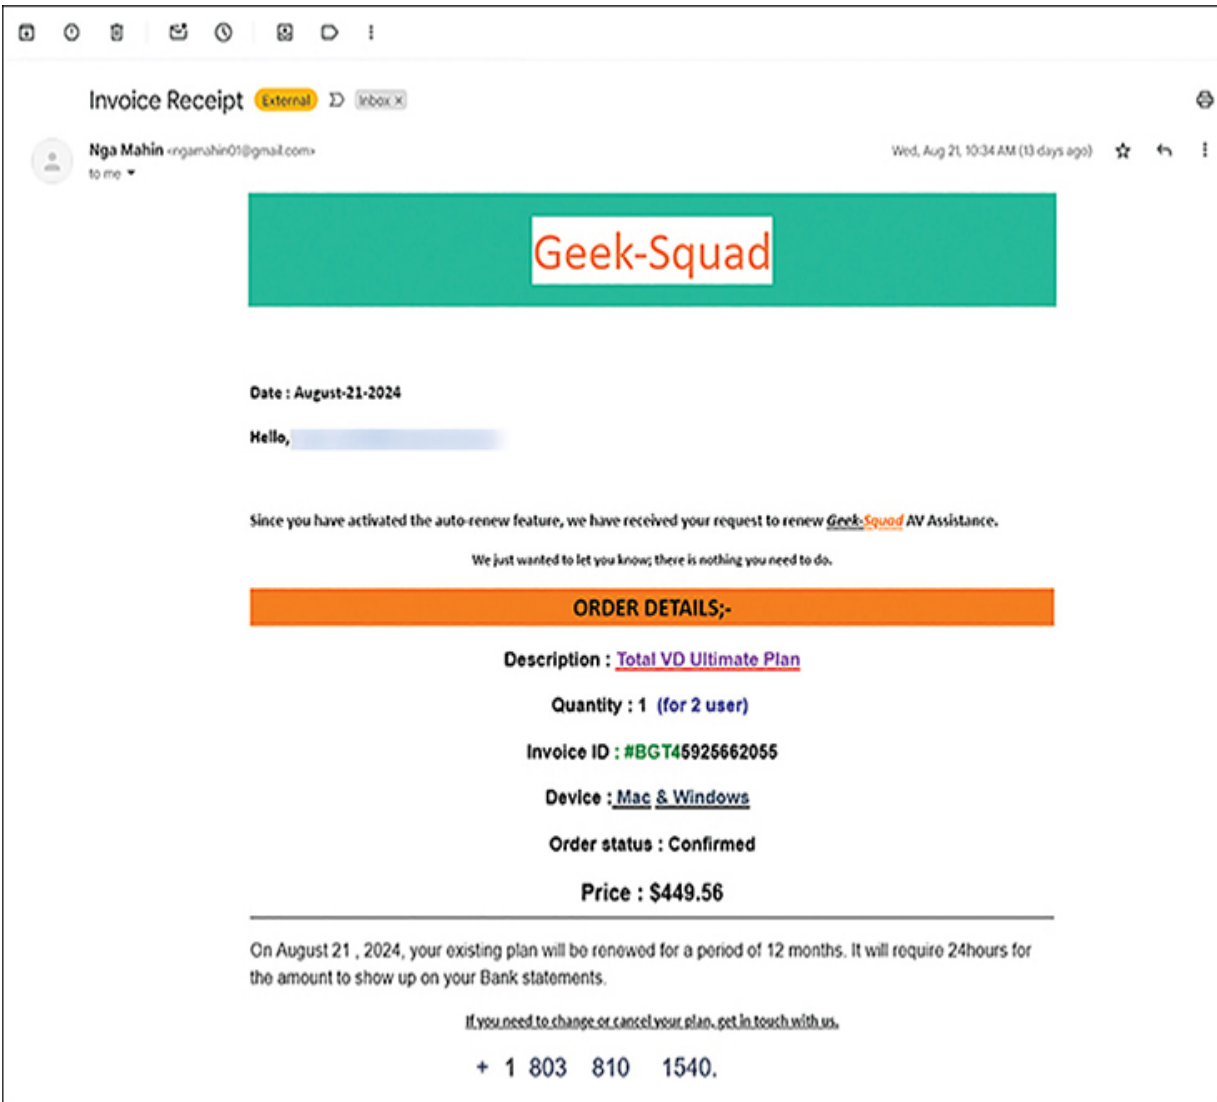 Invoice Receipt External Inbox x
Nga Mahin <ngamahin01@gmail.com> Wed, Aug 21, 10:34 AM (13 days ago)
to me
Geek-Squad
Date : August-21-2024
Hello,
Since you have activated the auto-renew feature, we have received your request to renew Geek-Squad AV Assistance.
We just wanted to let you know; there is nothing you need to do.
ORDER DETAILS;-
Description : Total VD Ultimate Plan
Quantity : 1 (for 2 user)
Invoice ID : #BGT45925662055
Device : Mac & Windows
Order status : Confirmed
Price : $449.56
On August 21 , 2024, your existing plan will be renewed for a period of 12 months. It will require 24hours for
the amount to show up on your Bank statements.
If you need to change or cancel your plan, get in touch with us.
+ 1 803 810 1540.